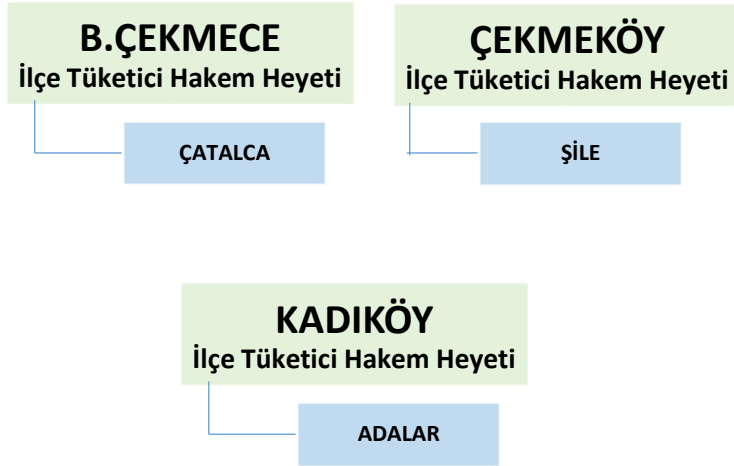 B.ÇEKMECE
İlçe Tüketici Hakem Heyeti
ÇATALCA
ÇEKMEKÖY
İlçe Tüketici Hakem Heyeti
ŞİLE
KADIKÖY
İlçe Tüketici Hakem Heyeti
ADALAR